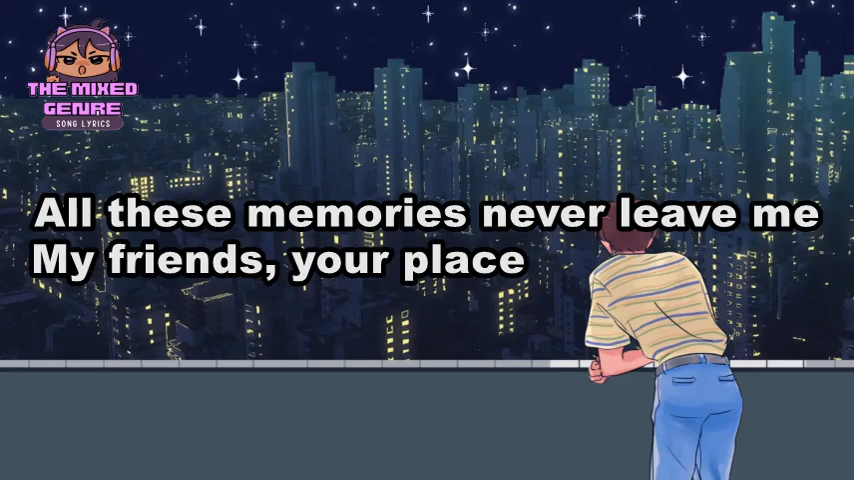 THE MIXED
GENRE
SONG LYRICS
All these memories never leave me
My friends, your place